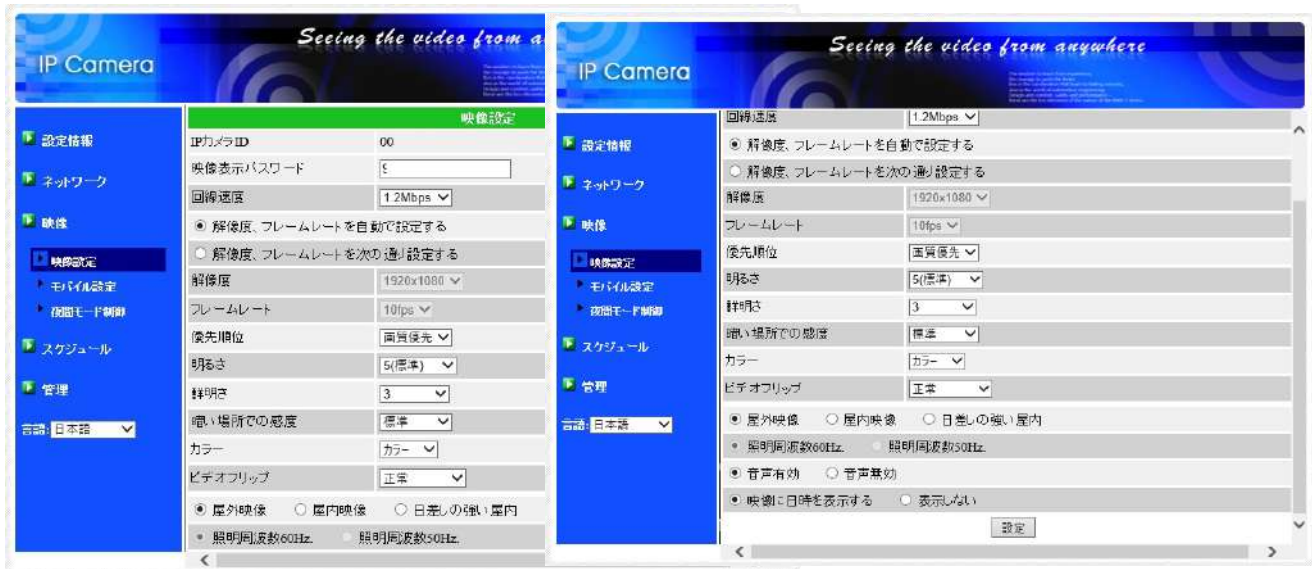 Seeing the video from a
IP Camera
設定情報
ネットワーク
映像
映像設定
モバイル設定
夜間モード制御
スケジュール
管理
言語: 日本語
映像設定
IPカメラID 00
映像表示パスワード
回線速度 1.2Mbps
解像度、フレームレートを自動で設定する
解像度、フレームレートを次の通り設定する
解像度 1920x1080
フレームレート 10fps
優先順位 画質優先
明るさ 5(標準)
鮮明さ 3
暗い場所での感度 標準
カラー カラー
ビデオフリップ 正常
屋外映像 屋内映像 日差しの強い屋内
照明周波数60Hz. 照明周波数50Hz.
Seeing the video from anywhere
IP Camera
設定情報
ネットワーク
映像
映像設定
モバイル設定
夜間モード制御
スケジュール
管理
言語: 日本語
回線速度 1.2Mbps
解像度、フレームレートを自動で設定する
解像度、フレームレートを次の通り設定する
解像度 1920x1080
フレームレート 10fps
優先順位 画質優先
明るさ 5(標準)
鮮明さ 3
暗い場所での感度 標準
カラー カラー
ビデオフリップ 正常
屋外映像 屋内映像 日差しの強い屋内
照明周波数60Hz. 照明周波数50Hz.
音声有効 音声無効
映像に日時を表示する 表示しない
設定